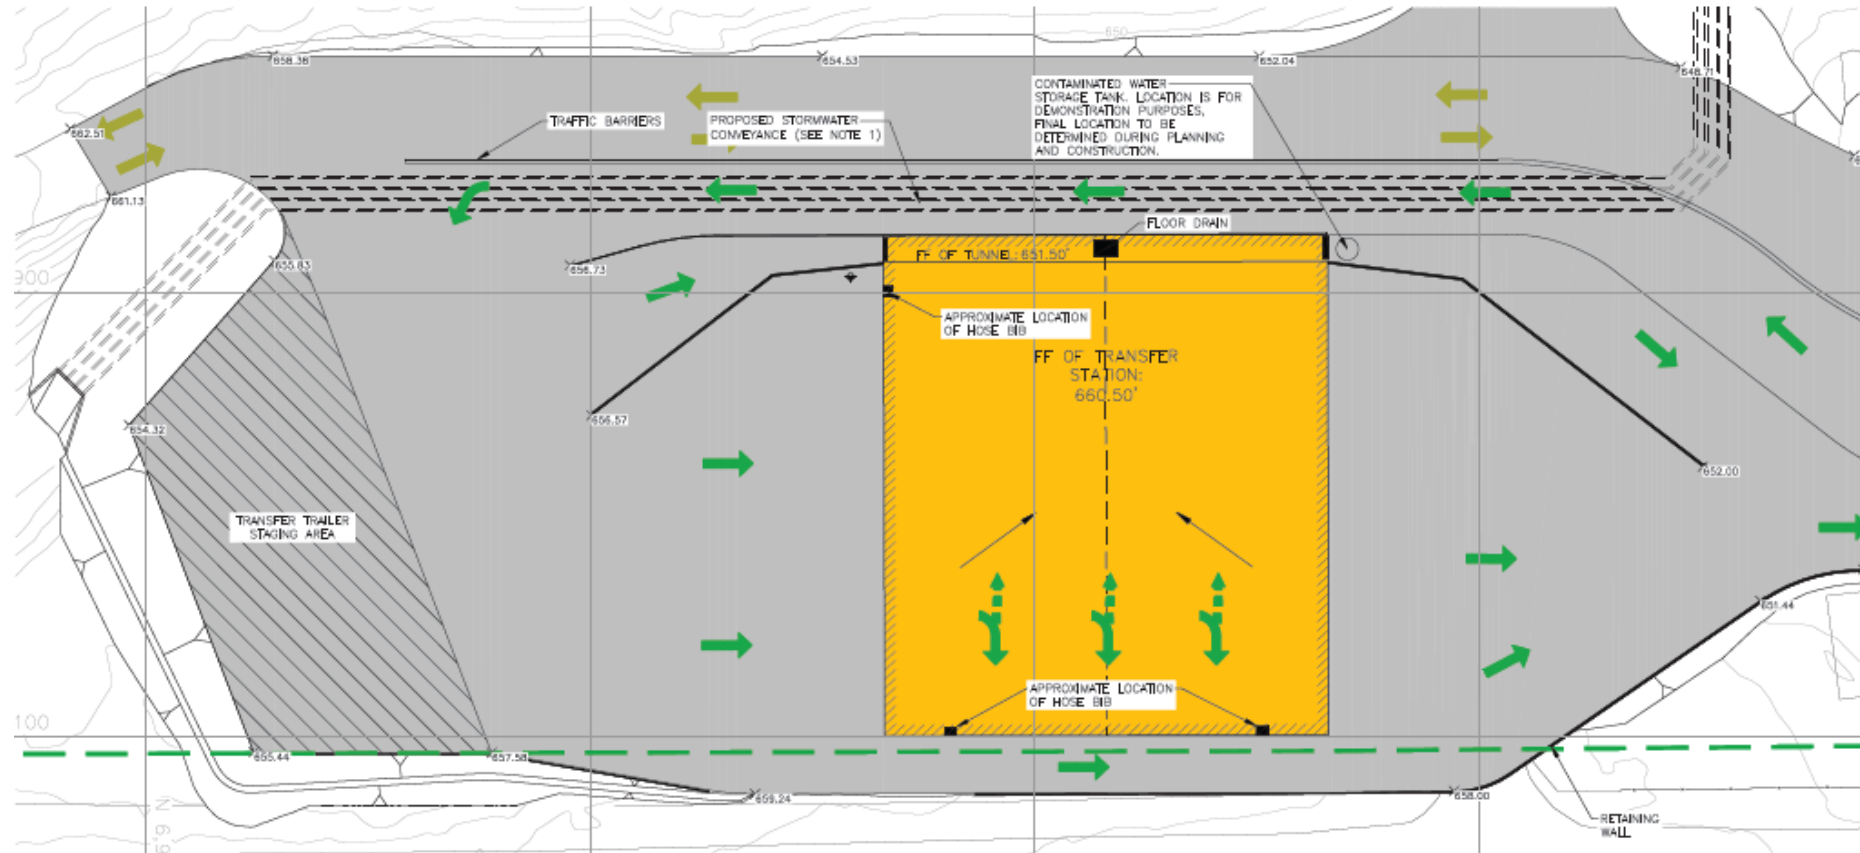 650
658.38
654.53
652.04
648.71
CONTAMINATED WATER
STORAGE TANK. LOCATION IS FOR
DEMONSTRATION PURPOSES,
FINAL LOCATION TO BE
DETERMINED DURING PLANNING
AND CONSTRUCTION.
TRAFFIC BARRIERS
PROPOSED STORMWATER
CONVEYANCE (SEE NOTE 1)
662.51
661.13
FLOOR DRAIN
FF OF TUNNEL: 651.50'
655.83
656.73
900
APPROXIMATE LOCATION
OF HOSE BIB
FF OF TRANSFER
STATION:
660.50'
656.57
654.32
652.00
TRANSFER TRAILER
STAGING AREA
651.44
APPROXIMATE LOCATION
OF HOSE BIB
100
655.44
657.58
659.24
658.00
RETAINING
WALL